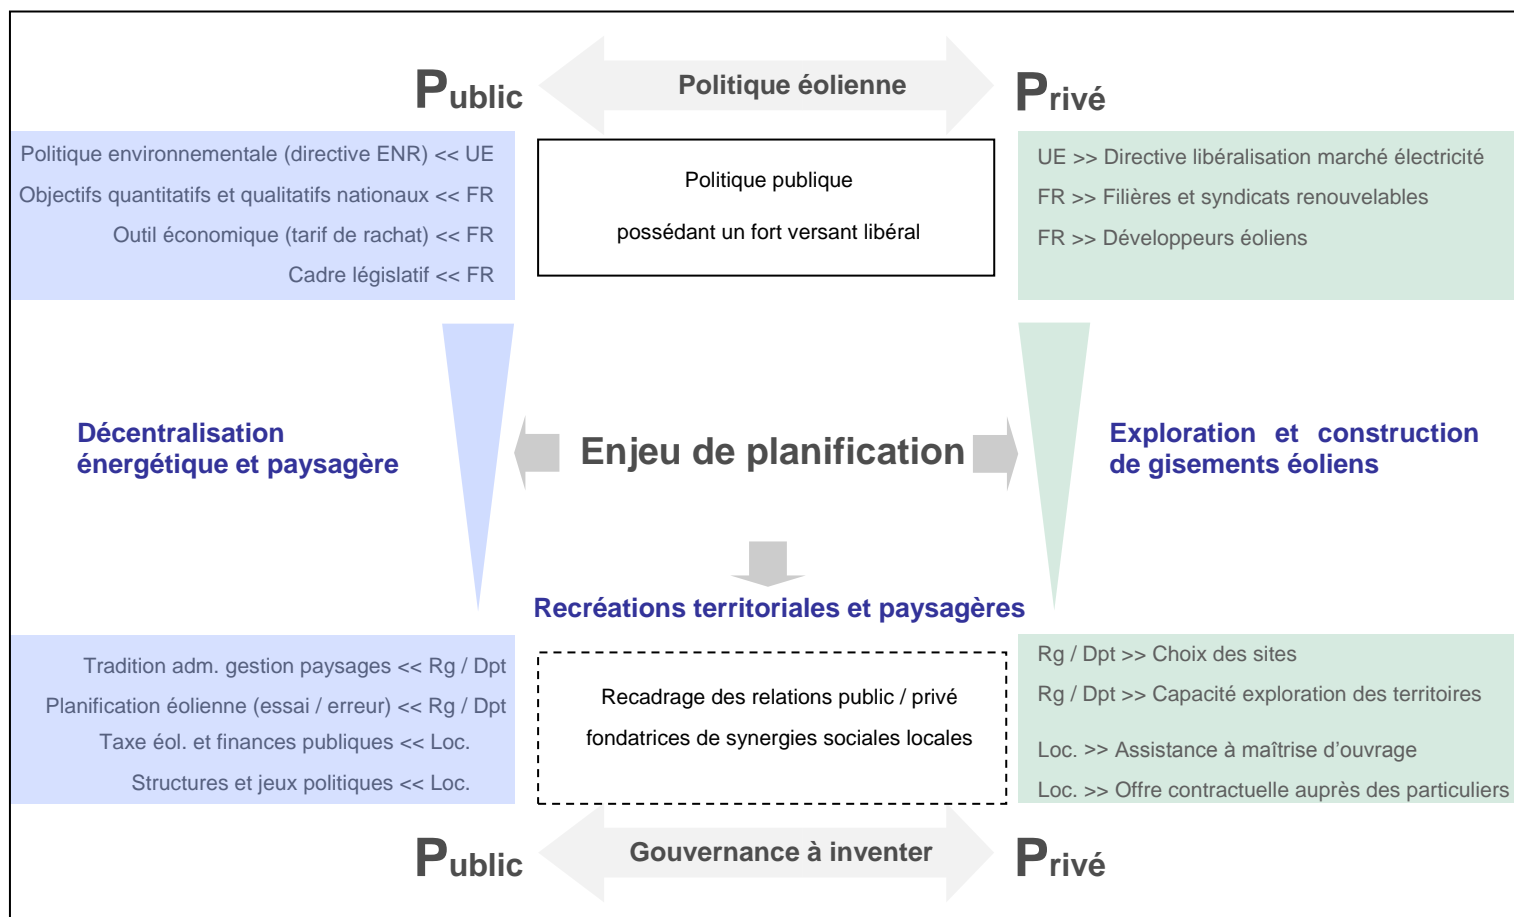 Public
Politique éolienne
Privé
Politique environnementale (directive ENR) << UE
Objectifs quantitatifs et qualitatifs nationaux << FR
Outil économique (tarif de rachat) << FR
Cadre législatif << FR
Politique publique
possédant un fort versant libéral
UE >> Directive libéralisation marché électricité
FR >> Filières et syndicats renouvelables
FR >> Développeurs éoliens
Décentralisation
énergétique et paysagère
Enjeu de planification
Exploration et construction
de gisements éoliens
Recréations territoriales et paysagères
Tradition adm. gestion paysages << Rg / Dpt
Planification éolienne (essai / erreur) << Rg / Dpt
Taxe éol. et finances publiques << Loc.
Structures et jeux politiques << Loc.
Recadrage des relations public / privé
fondatrices de synergies sociales locales
Rg / Dpt >> Choix des sites
Rg / Dpt >> Capacité exploration des territoires
Loc. >> Assistance à maîtrise d'ouvrage
Loc. >> Offre contractuelle auprès des particuliers
Public
Gouvernance à inventer
Privé